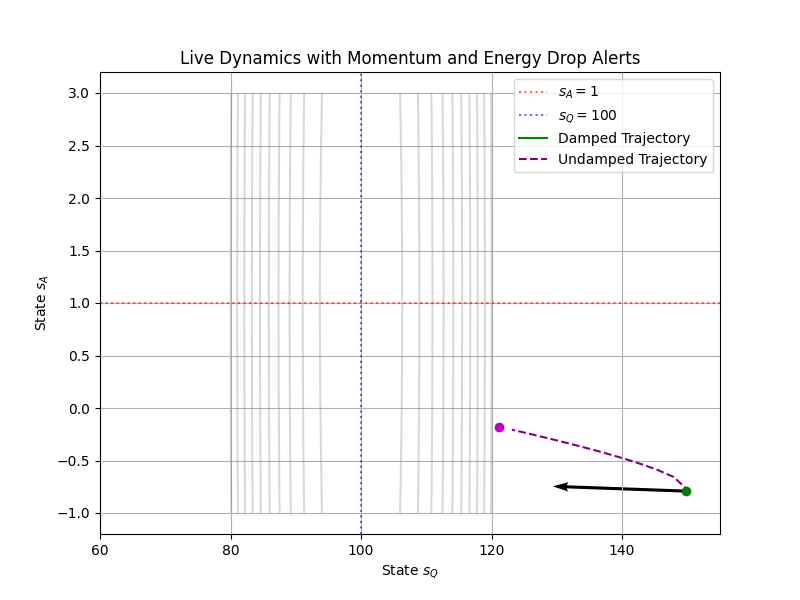 Live Dynamics with Momentum and Energy Drop Alerts
3.0
2.5
2.0
1.5
1.0
0.5
0.0
−0.5
−1.0
State s_A
s_A = 1
s_Q = 100
Damped Trajectory
Undamped Trajectory
60 80 100 120 140
State s_Q